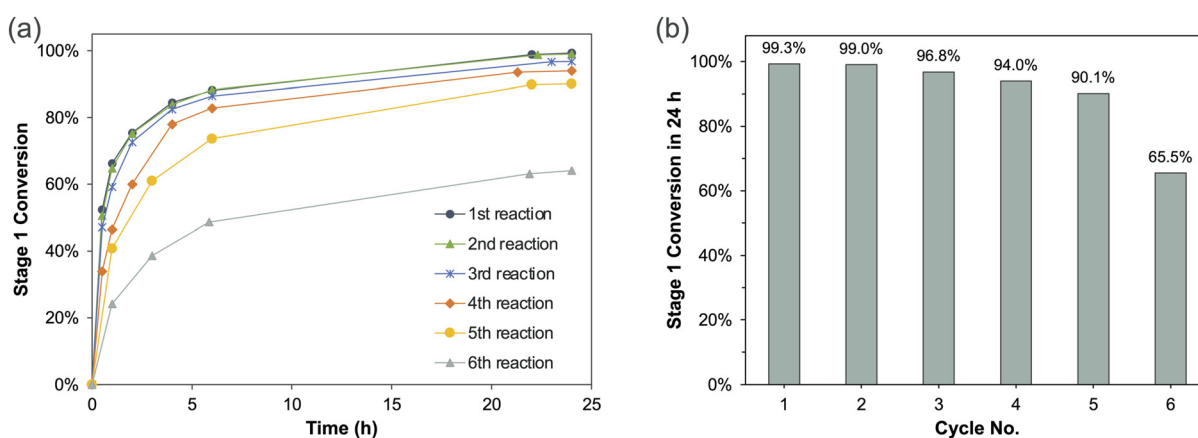 (a)
100%
80%
60%
40%
20%
0%
Stage 1 Conversion
0 5 10 15 20 25
Time (h)
1st reaction
2nd reaction
3rd reaction
4th reaction
5th reaction
6th reaction
(b)
100%
80%
60%
40%
20%
0%
Stage 1 Conversion in 24 h
99.3% 99.0% 96.8% 94.0% 90.1% 65.5%
1 2 3 4 5 6
Cycle No.